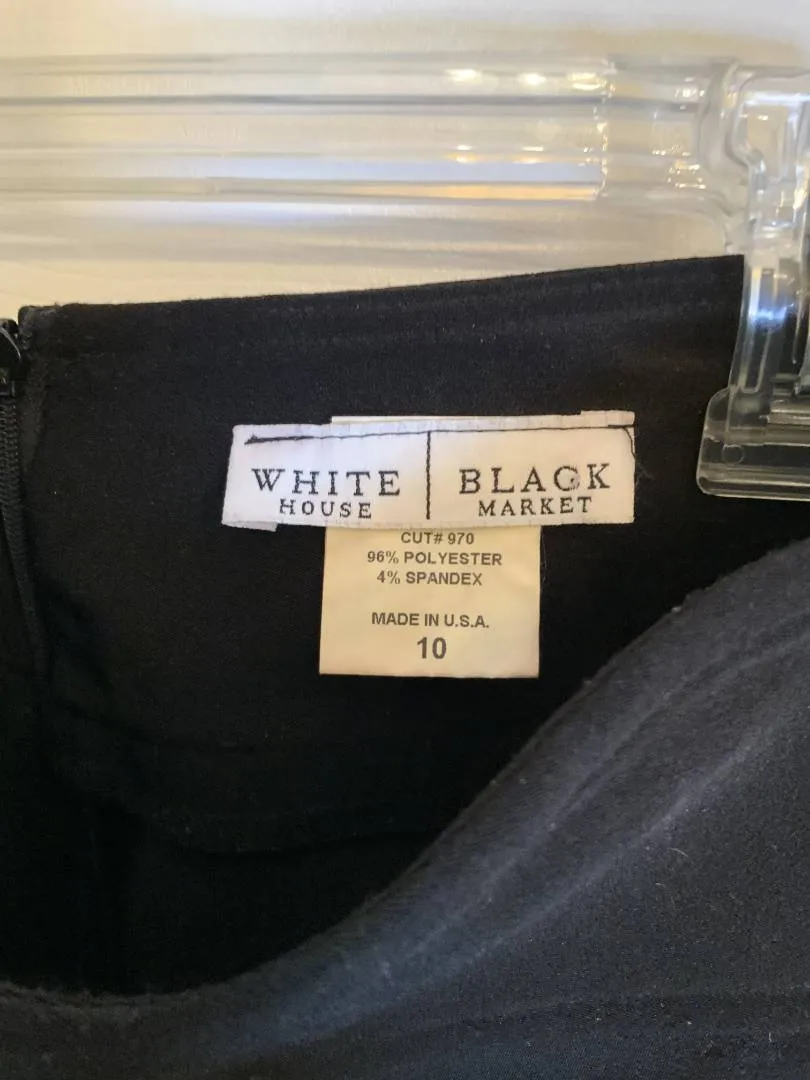 WHITE HOUSE | BLACK MARKET
CUT# 970
96% POLYESTER
4% SPANDEX
MADE IN U.S.A.
10